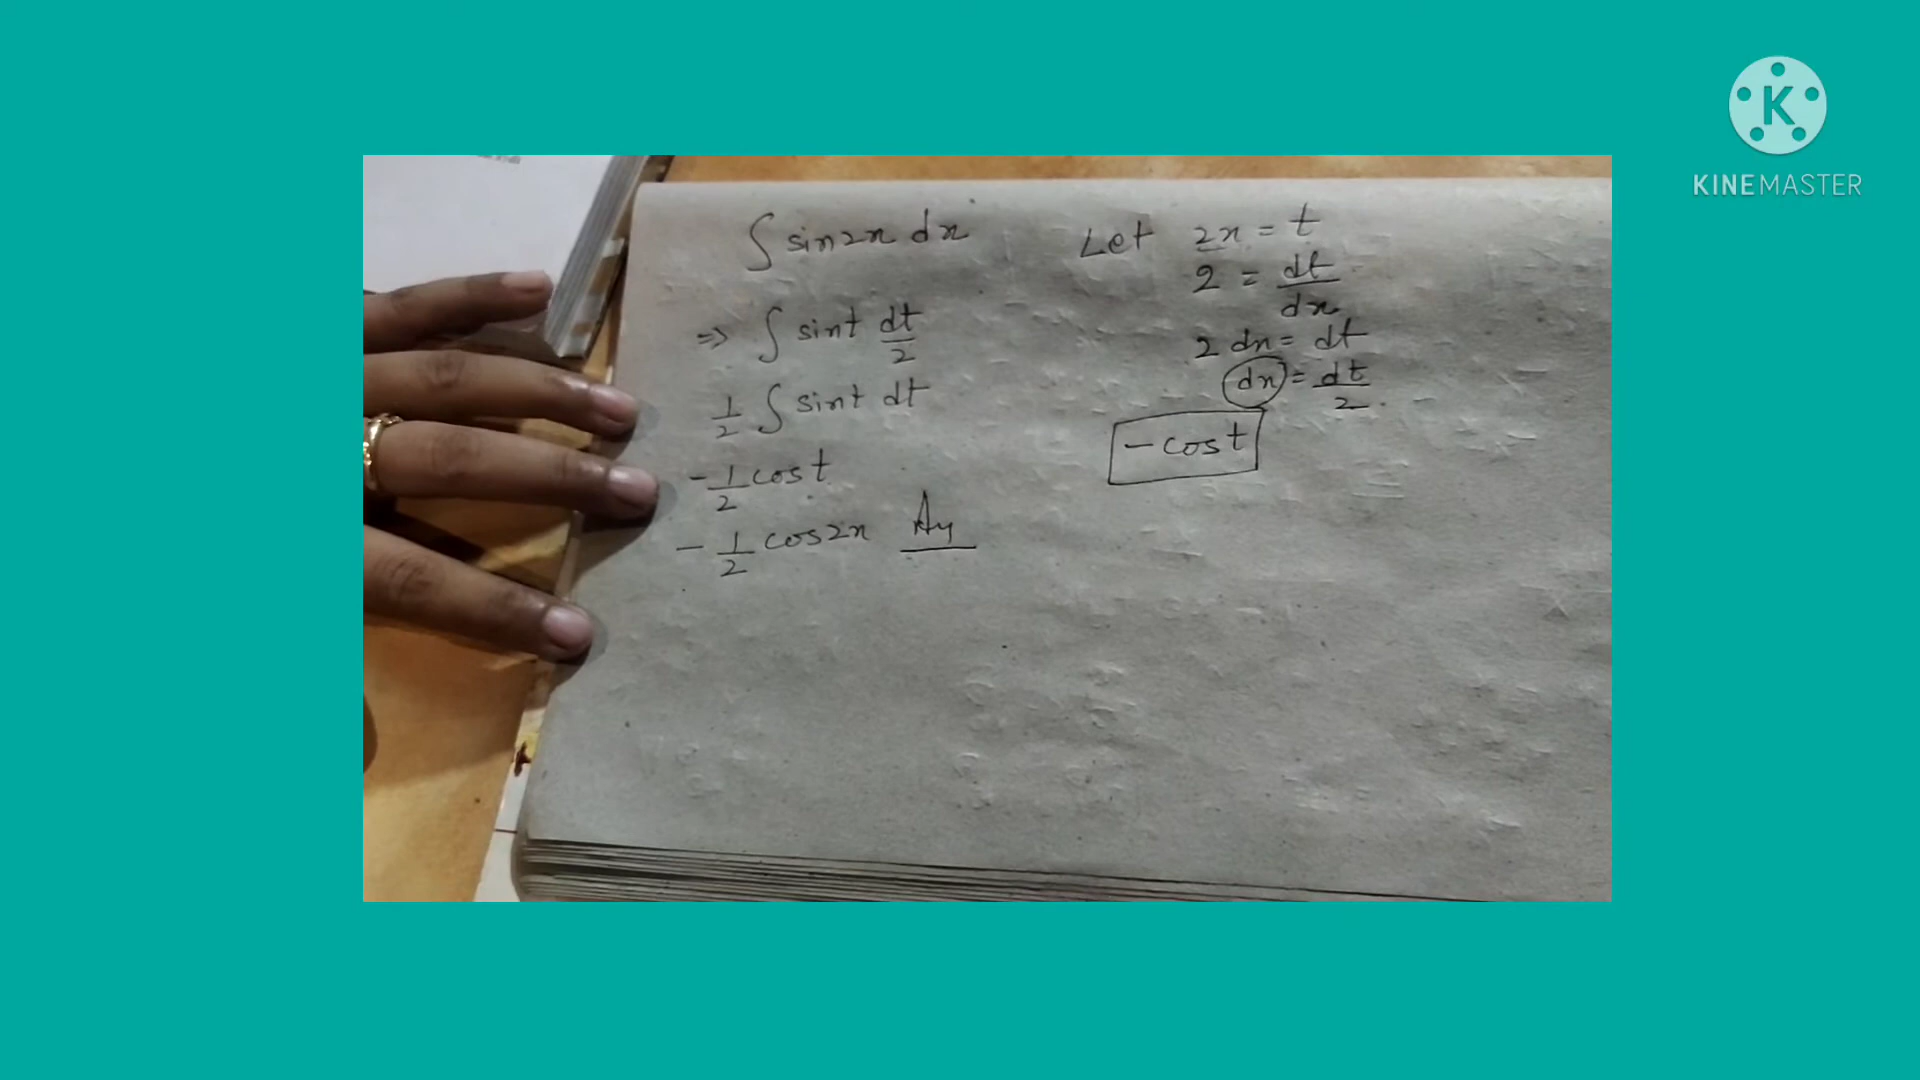 ∫ sin2x dx
⇒ ∫ sint dt/2
1/2 ∫ sint dt
-1/2 cost
- 1/2 cos2x Ans
Let 2x = t
2 = dt/dx
2 dx = dt
dx = dt/2
- cost
K
KINEMASTER